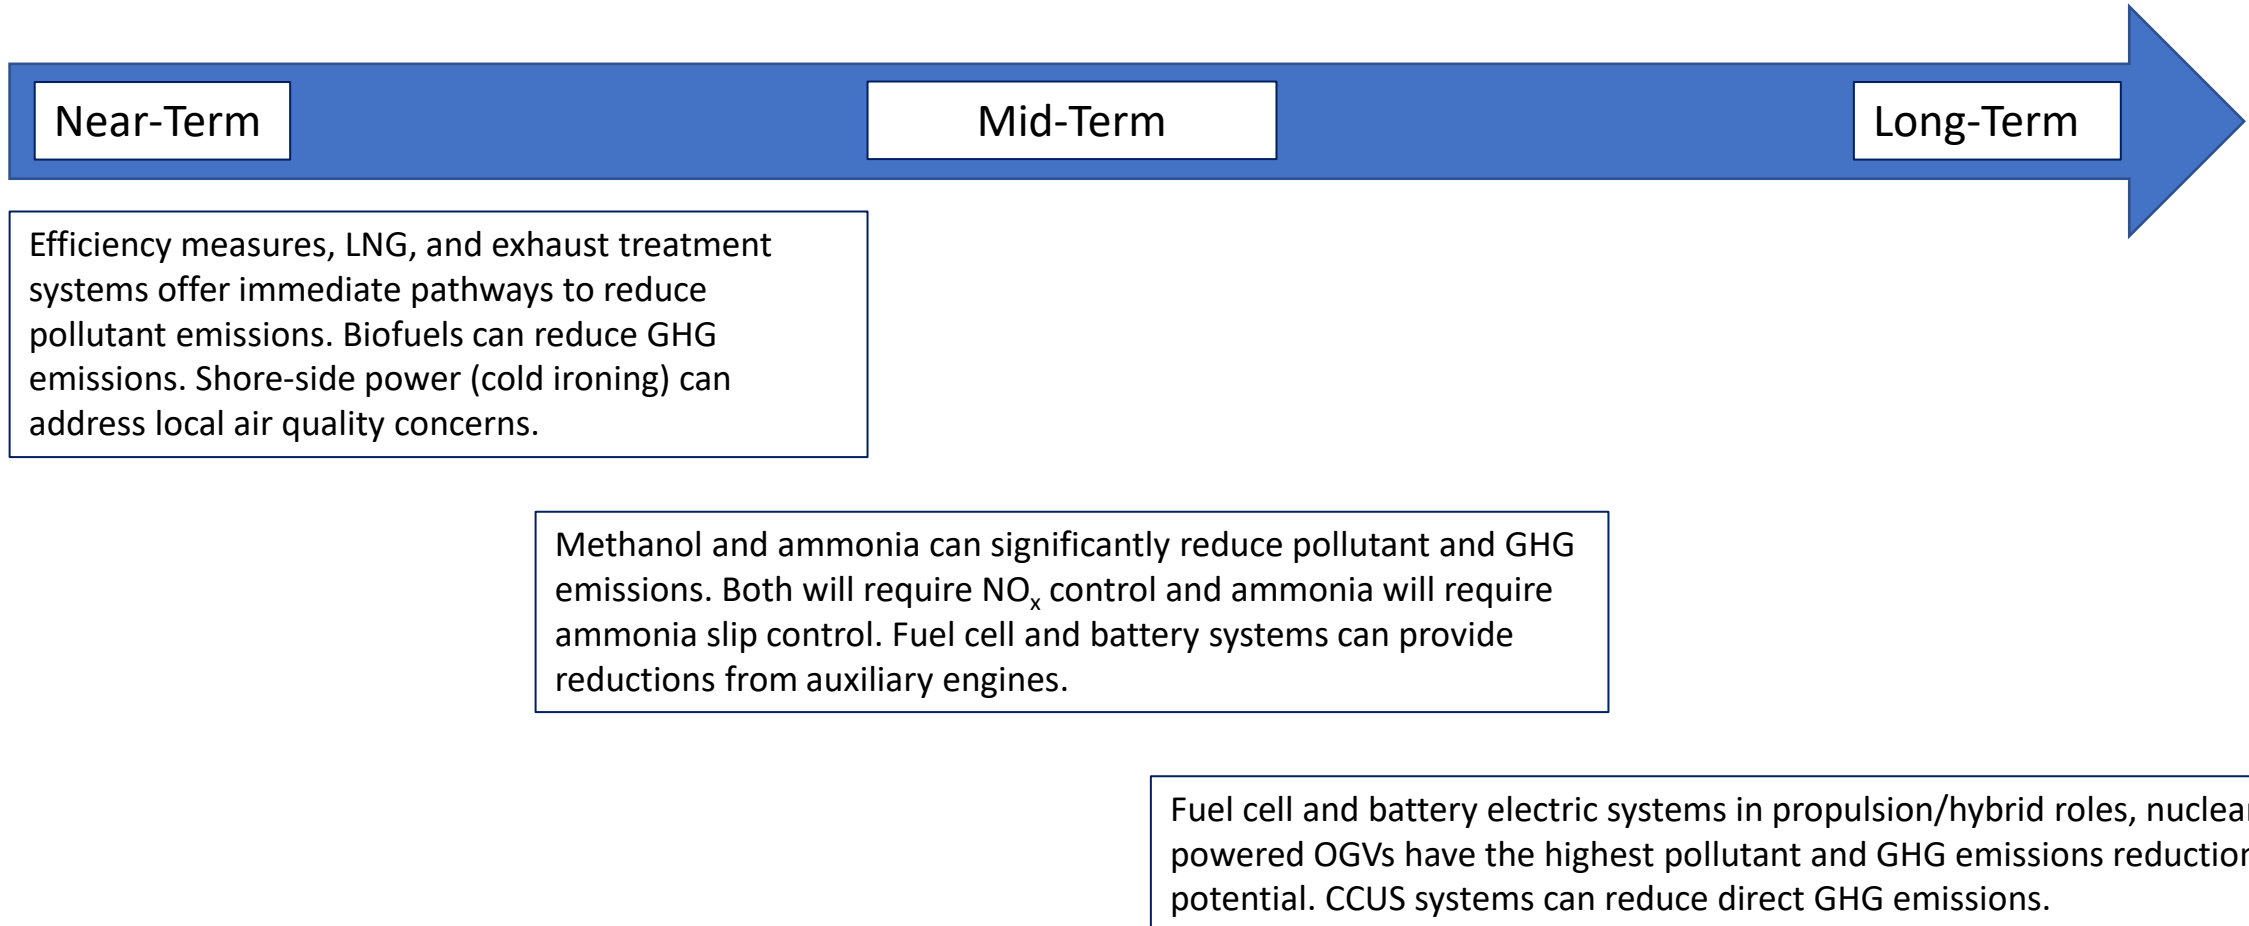 Near-Term
Mid-Term
Long-Term
Efficiency measures, LNG, and exhaust treatment
systems offer immediate pathways to reduce
pollutant emissions. Biofuels can reduce GHG
emissions. Shore-side power (cold ironing) can
address local air quality concerns.
Methanol and ammonia can significantly reduce pollutant and GHG
emissions. Both will require NOₓ control and ammonia will require
ammonia slip control. Fuel cell and battery systems can provide
reductions from auxiliary engines.
Fuel cell and battery electric systems in propulsion/hybrid roles, nuclear
powered OGVs have the highest pollutant and GHG emissions reduction
potential. CCUS systems can reduce direct GHG emissions.